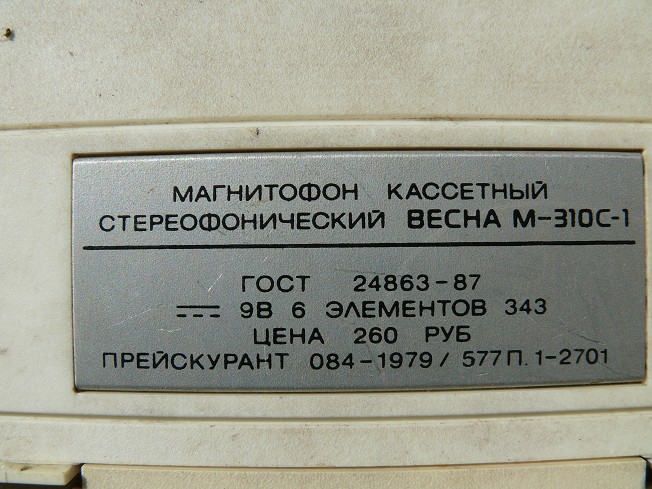 МАГНИТОФОН КАССЕТНЫЙ
СТЕРЕОФОНИЧЕСКИЙ ВЕСНА М-310С-1
ГОСТ 24863-87
9В 6 ЭЛЕМЕНТОВ 343
ЦЕНА 260 РУБ
ПРЕЙСКУРАНТ 084-1979/577П.1-2701